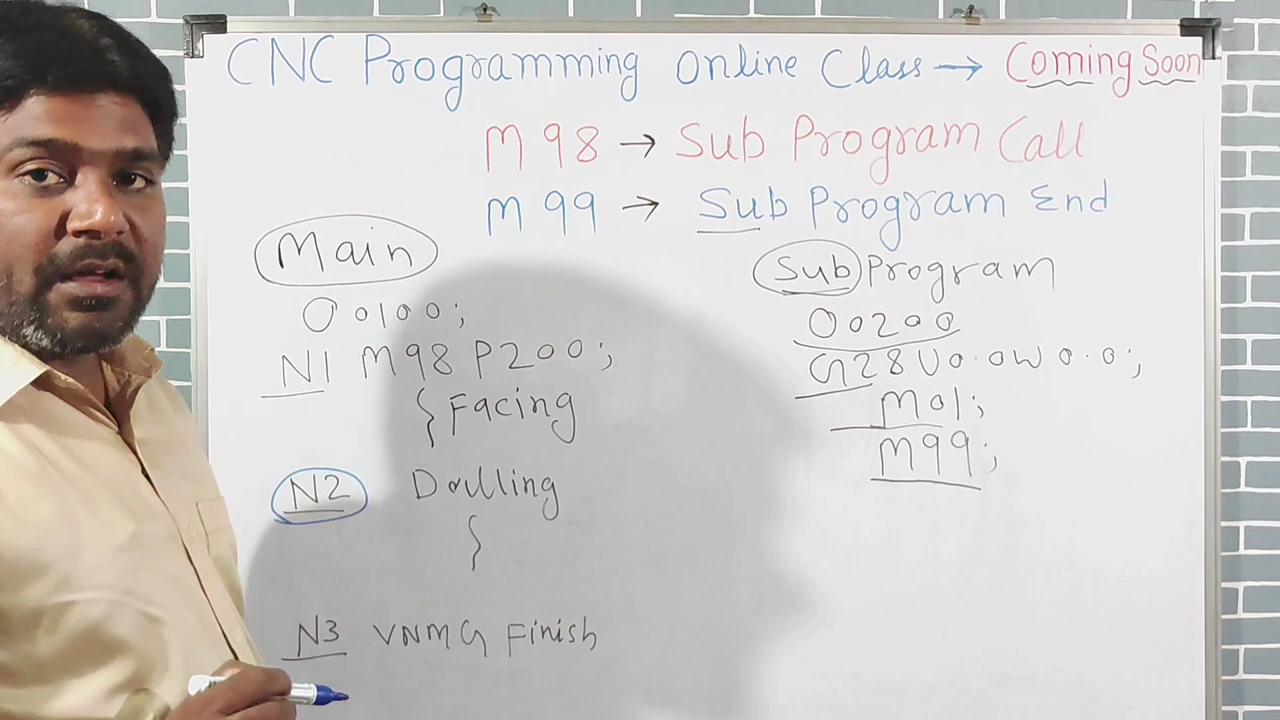 CNC Programming Online Class → Coming Soon
M98 → Sub Program Call
M99 → Sub Program End
Main
O0100;
N1 M98 P200;
{ Facing
N2 Drilling
{
N3 VNMG Finish
Sub Program
O0200
G28 U0.0 W0.0;
M01;
M99;